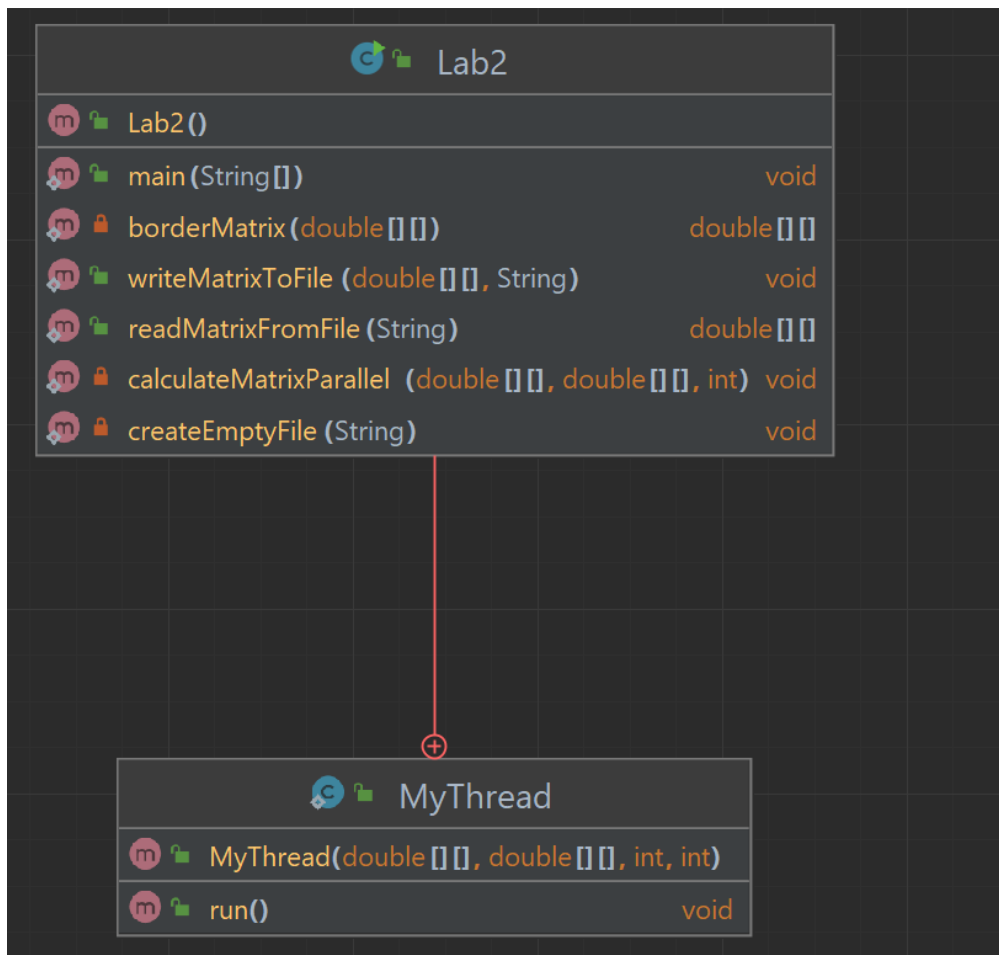 Lab2
Lab2()
main(String[]) void
borderMatrix(double[][]) double[][]
writeMatrixToFile (double[][], String) void
readMatrixFromFile(String) double[][]
calculateMatrixParallel (double[][], double[][], int) void
createEmptyFile(String) void
MyThread
MyThread(double[][], double[][], int, int)
run() void